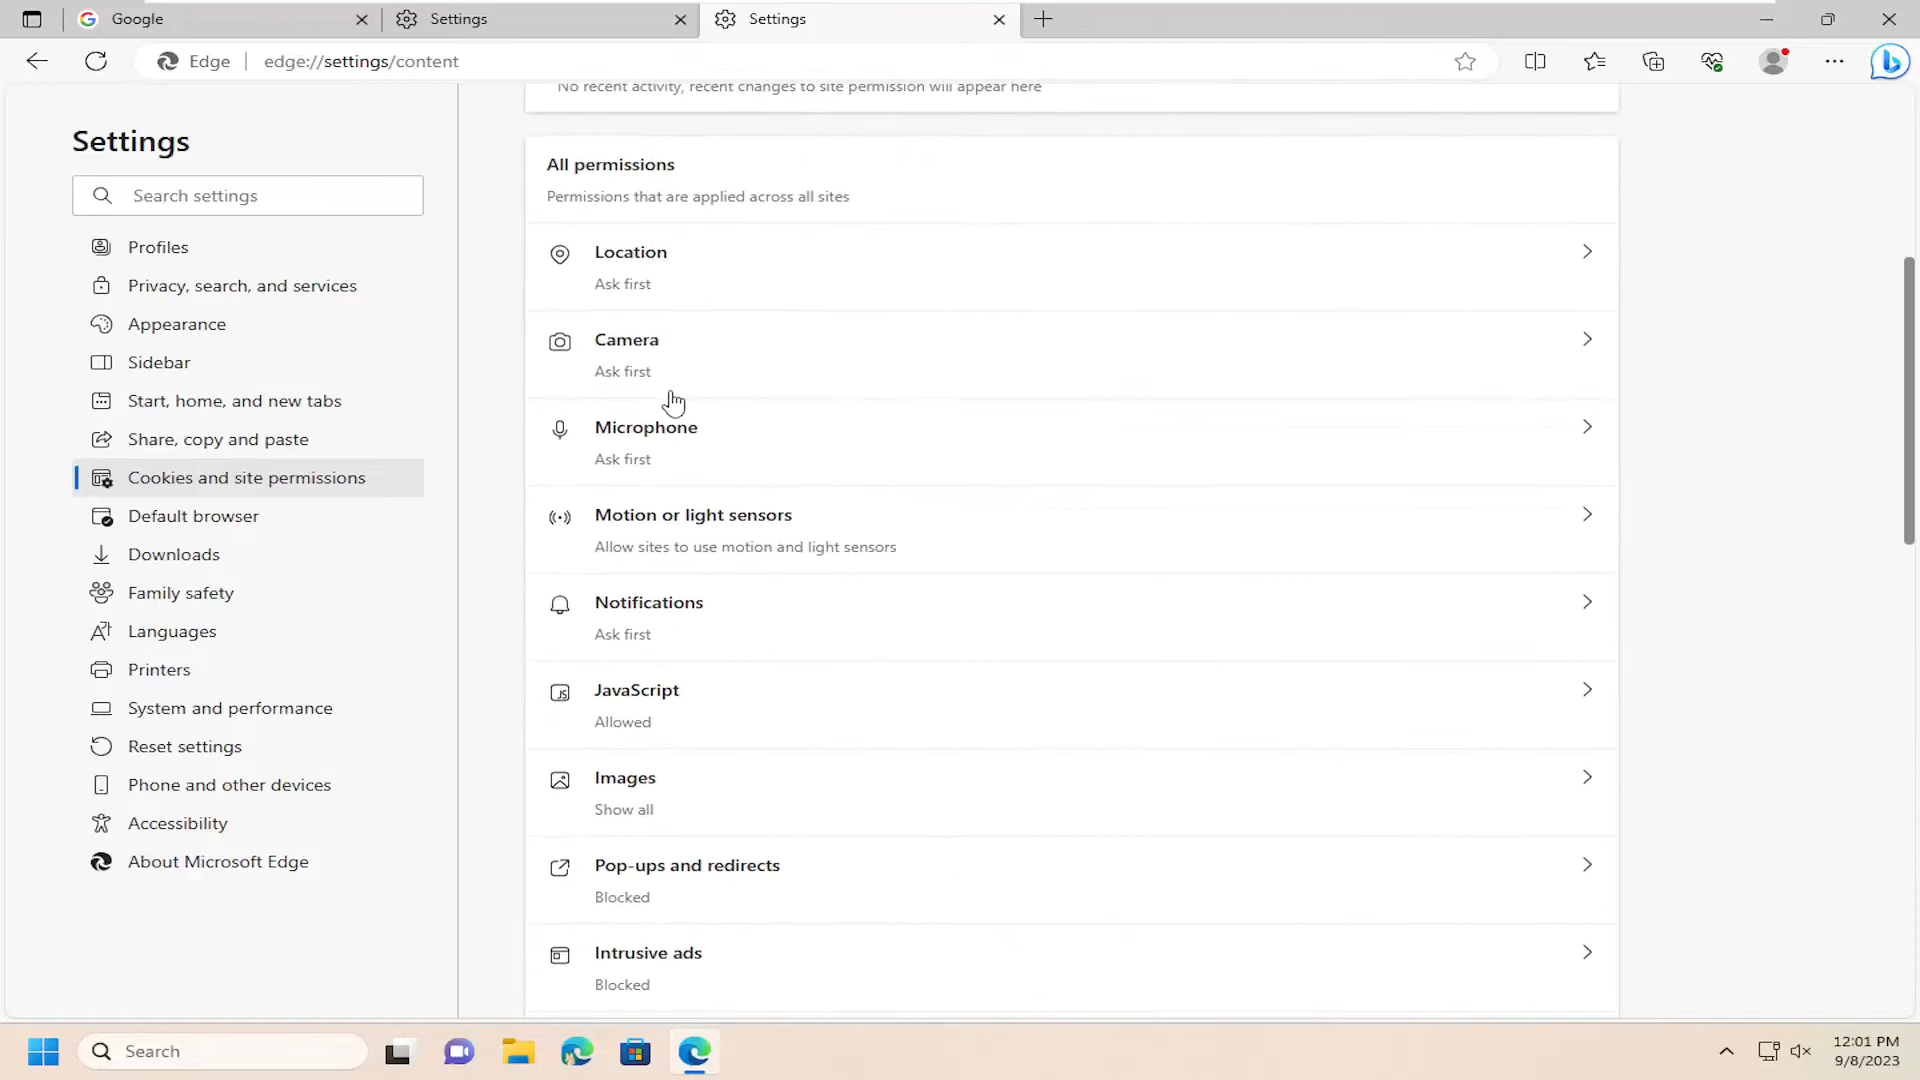 Google
Settings
Settings
Edge
edge://settings/content
No recent activity, recent changes to site permission will appear here
Settings
Search settings
Profiles
Privacy, search, and services
Appearance
Sidebar
Start, home, and new tabs
Share, copy and paste
Cookies and site permissions
Default browser
Downloads
Family safety
Languages
Printers
System and performance
Reset settings
Phone and other devices
Accessibility
About Microsoft Edge
All permissions
Permissions that are applied across all sites
Location
Ask first
Camera
Ask first
Microphone
Ask first
Motion or light sensors
Allow sites to use motion and light sensors
Notifications
Ask first
JavaScript
Allowed
Images
Show all
Pop-ups and redirects
Blocked
Intrusive ads
Blocked
Search
12:01 PM
9/8/2023